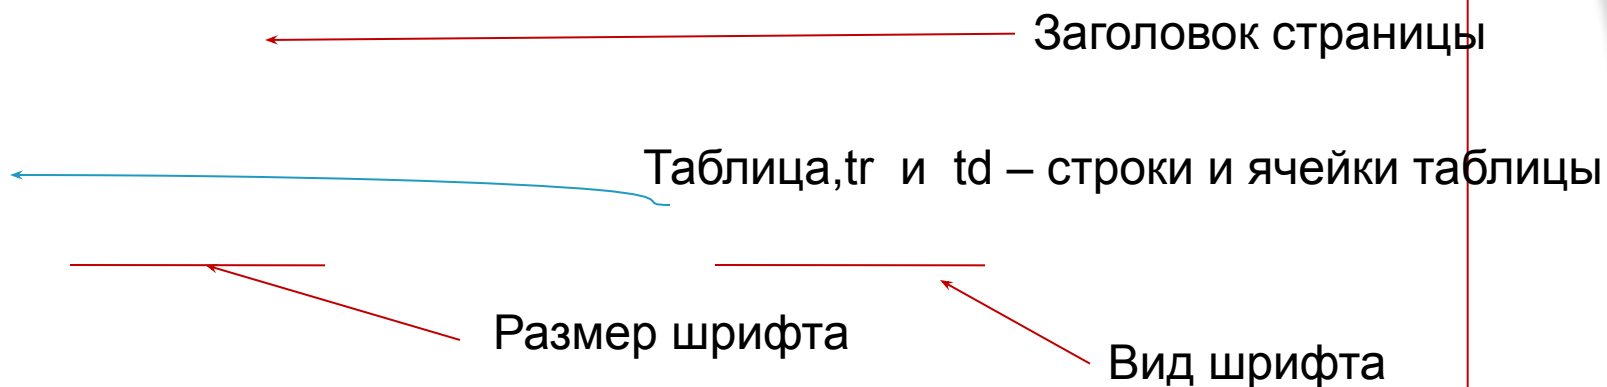 Заголовок страницы
Таблица,tr и td – строки и ячейки таблицы
Размер шрифта
Вид шрифта